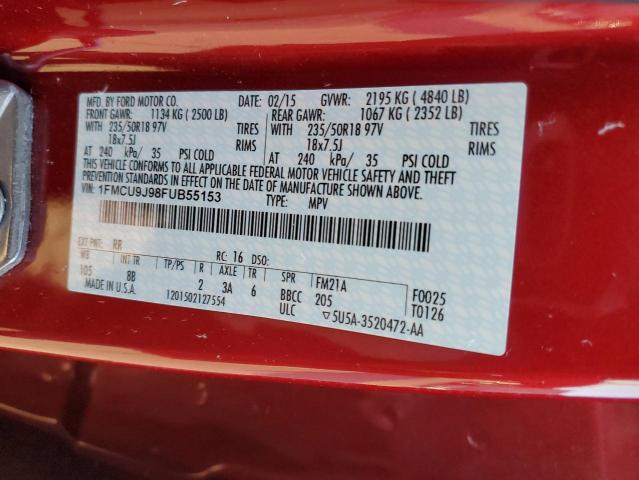 MFD. BY FORD MOTOR CO. DATE: 02/15 GVWR: 2195 KG ( 4840 LB)
FRONT GAWR: 1134 KG ( 2500 LB) REAR GAWR: 1067 KG ( 2352 LB)
WITH 235/50R18 97V TIRES WITH 235/50R18 97V TIRES
18x7.5J RIMS 18x7.5J RIMS
AT 240 kPa/ 35 PSI COLD AT 240 kPa/ 35 PSI COLD
THIS VEHICLE CONFORMS TO ALL APPLICABLE FEDERAL MOTOR VEHICLE SAFETY AND THEFT
PREVENTION STANDARDS IN EFFECT ON THE DATE OF MANUFACTURE SHOWN ABOVE.
1FMCU9J98FUB55153 TYPE: MPV
EXT PNT: RR RC: 16 DSO:
WB INT TR TP/PS R AXLE TR SPR FM21A F0025
105 8B 2 3A 6 BBCC 205 T0126
MADE IN U.S.A. 1201502127554 ULC ▽5U5A-3520472-AA